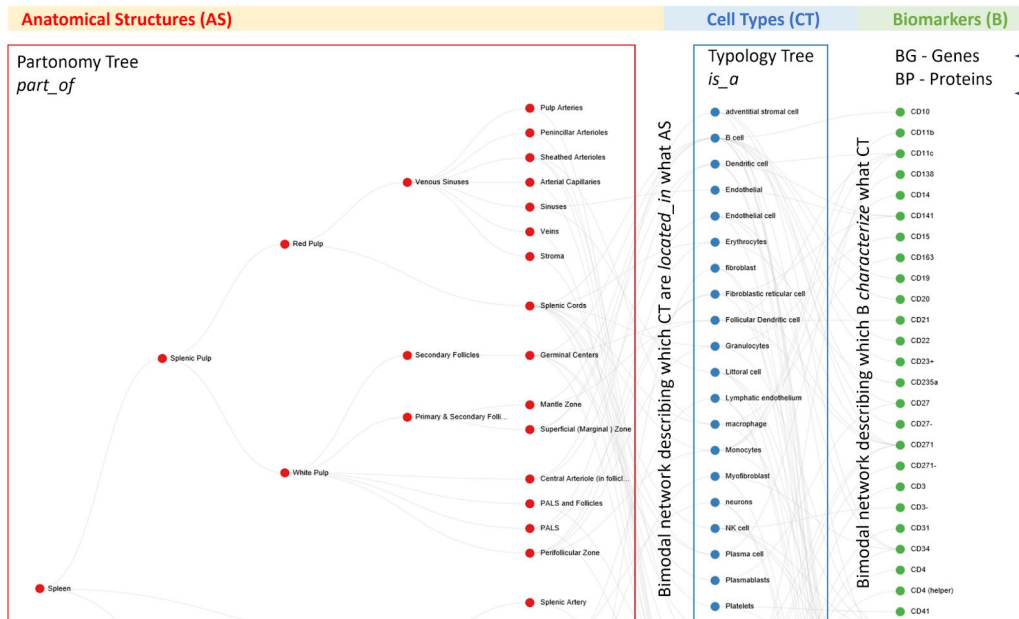 Anatomical Structures (AS)
Cell Types (CT)
Biomarkers (B)
Partonomy Tree
part_of
Spleen
Splenic Pulp
Red Pulp
White Pulp
Venous Sinuses
Secondary Follicles
Primary & Secondary Folli...
Pulp Arteries
Penincillar Arterioles
Sheathed Arterioles
Arterial Capillaries
Sinuses
Veins
Stroma
Splenic Cords
Germinal Centers
Mantle Zone
Superficial (Marginal ) Zone
Central Arteriole (in follicl...
PALS and Follicles
PALS
Perifollicular Zone
Splenic Artery
Bimodal network describing which CT are located_in what AS
Typology Tree
is_a
adventitial stromal cell
B cell
Dendritic cell
Endothelial
Endothelial cell
Erythrocytes
fibroblast
Fibroblastic reticular cell
Follicular Dendritic cell
Granulocytes
Littoral cell
Lymphatic endothelium
macrophage
Monocytes
Myofibroblast
neurons
NK cell
Plasma cell
Plasmablasts
Platelets
Bimodal network describing which B characterize what CT
BG - Genes
BP - Proteins
CD10
CD11b
CD11c
CD138
CD14
CD141
CD15
CD163
CD19
CD20
CD21
CD22
CD23+
CD235a
CD27
CD27-
CD271
CD271-
CD3
CD3-
CD31
CD34
CD4
CD4 (helper)
CD41